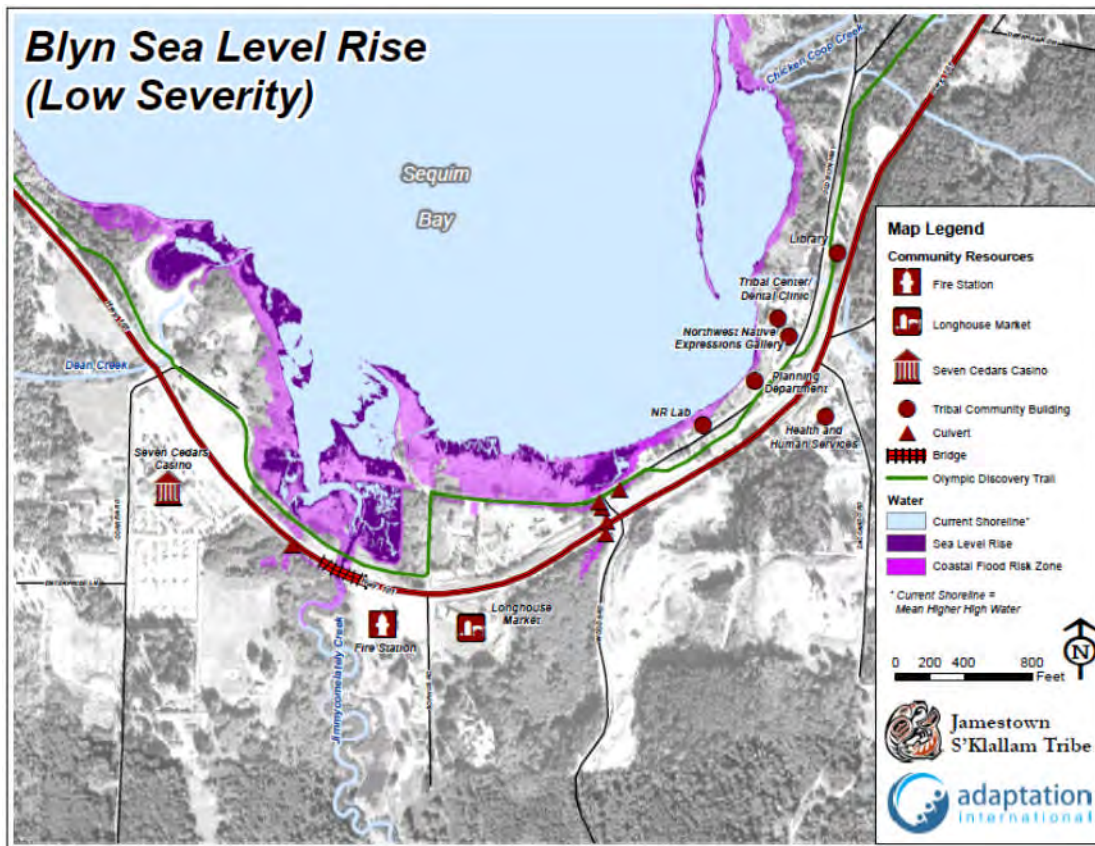 Blyn Sea Level Rise
(Low Severity)
Chicken Coop Creek
Sequim
Bay
Library
Tribal Center/
Dental Clinic
Northwest Native
Expressions Gallery
Planning
Department
NR Lab
Health and
Human Services
Dean Creek
Seven Cedars
Casino
Longhouse
Market
Fire Station
Jimmycomelately Creek
Map Legend
Community Resources
Fire Station
Longhouse Market
Seven Cedars Casino
Tribal Community Building
Culvert
Bridge
Olympic Discovery Trail
Water
Current Shoreline*
Sea Level Rise
Coastal Flood Risk Zone
* Current Shoreline =
Mean Higher High Water
N
0 200 400 800
Feet
Jamestown
S'Klallam Tribe
adaptation
international